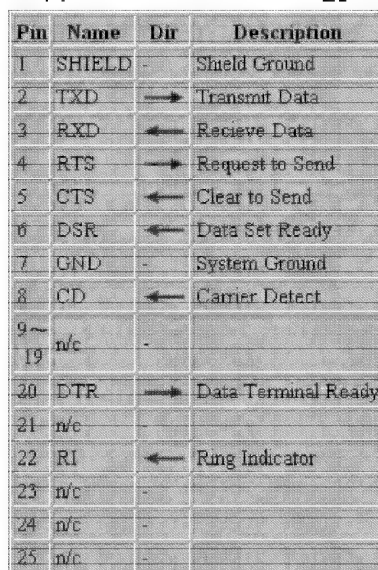 Pin Name Dir Description
1 SHIELD - Shield Ground
2 TXD → Transmit Data
3 RXD ← Recieve Data
4 RTS → Request to Send
5 CTS ← Clear to Send
6 DSR ← Data Set Ready
7 GND - System Ground
8 CD ← Carrier Detect
9~
19 n/c -
20 DTR → Data Terminal Ready
21 n/c -
22 RI ← Ring Indicator
23 n/c -
24 n/c -
25 n/c -